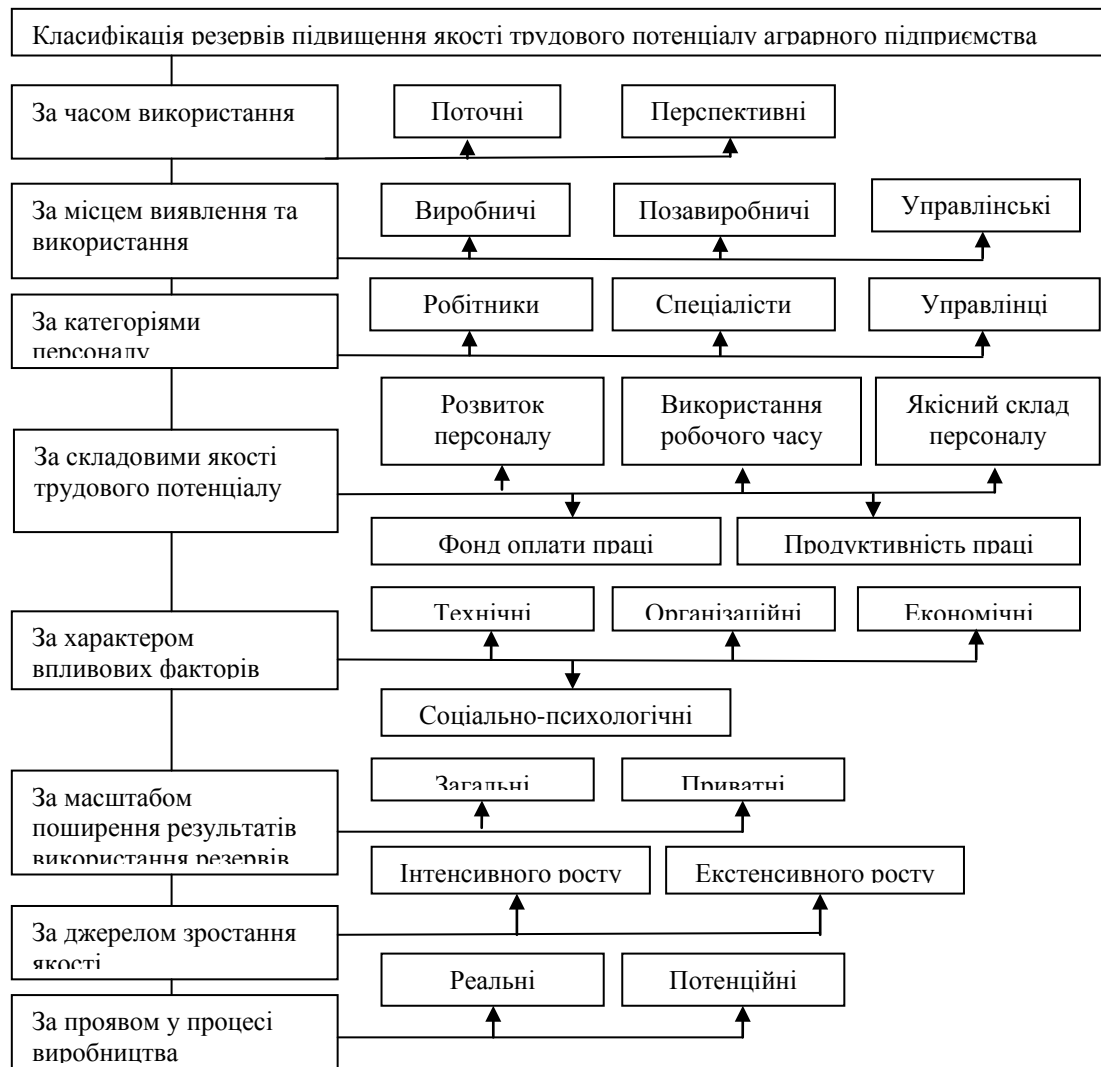 Класифікація резервів підвищення якості трудового потенціалу аграрного підприємства
За часом використання
Поточні
Перспективні
За місцем виявлення та
використання
Виробничі
Позавиробничі
Управлінські
За категоріями
персоналу
Робітники
Спеціалісти
Управлінці
За складовими якості
трудового потенціалу
Розвиток
персоналу
Використання
робочого часу
Якісний склад
персоналу
Фонд оплати праці
Продуктивність праці
За характером
впливових факторів
Технічні
Організаційні
Економічні
Соціально-психологічні
За масштабом
поширення результатів
використання резервів
Загальні
Приватні
За джерелом зростання
якості
Інтенсивного росту
Екстенсивного росту
За проявом у процесі
виробництва
Реальні
Потенційні